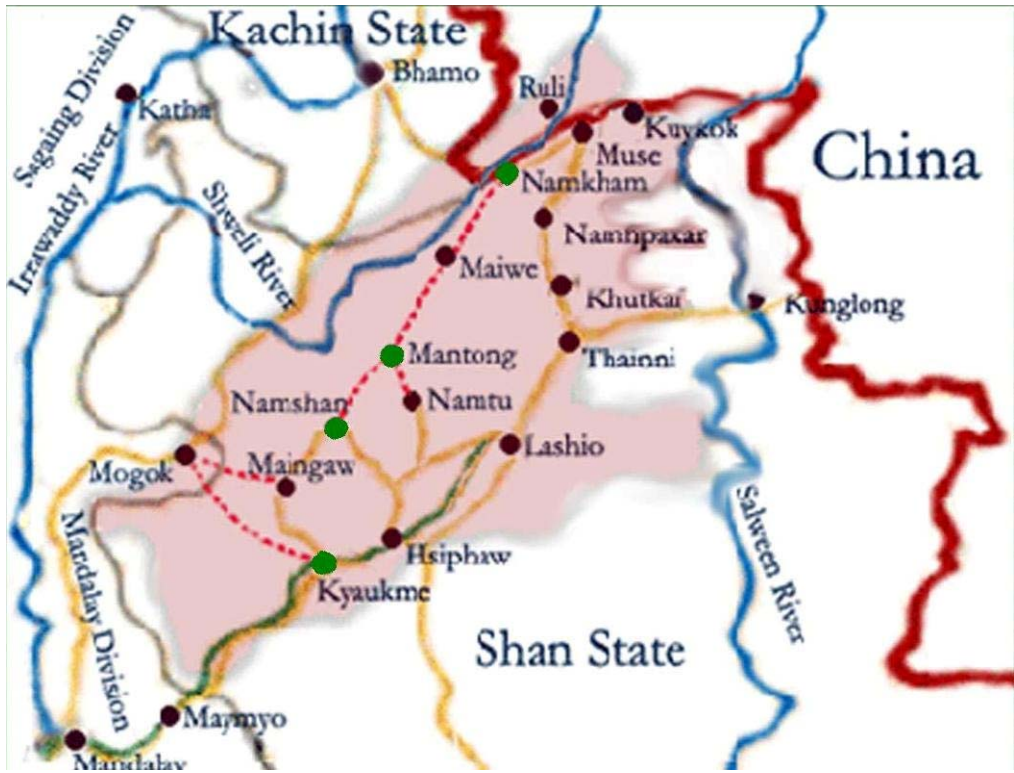 Kachin State
Sagaing Division
Bhamo
Katha
Ruli
Kuykok
Muse
China
Irrawaddy River
Shweli River
Namkham
Namhpaxar
Maiwe
Khutkai
Kunglong
Mantong
Thainni
Namshan
Namtu
Mogok
Maingaw
Lashio
Mandalay Division
Salween River
Hsiphaw
Kyaukme
Shan State
Maymyo
Mandalay